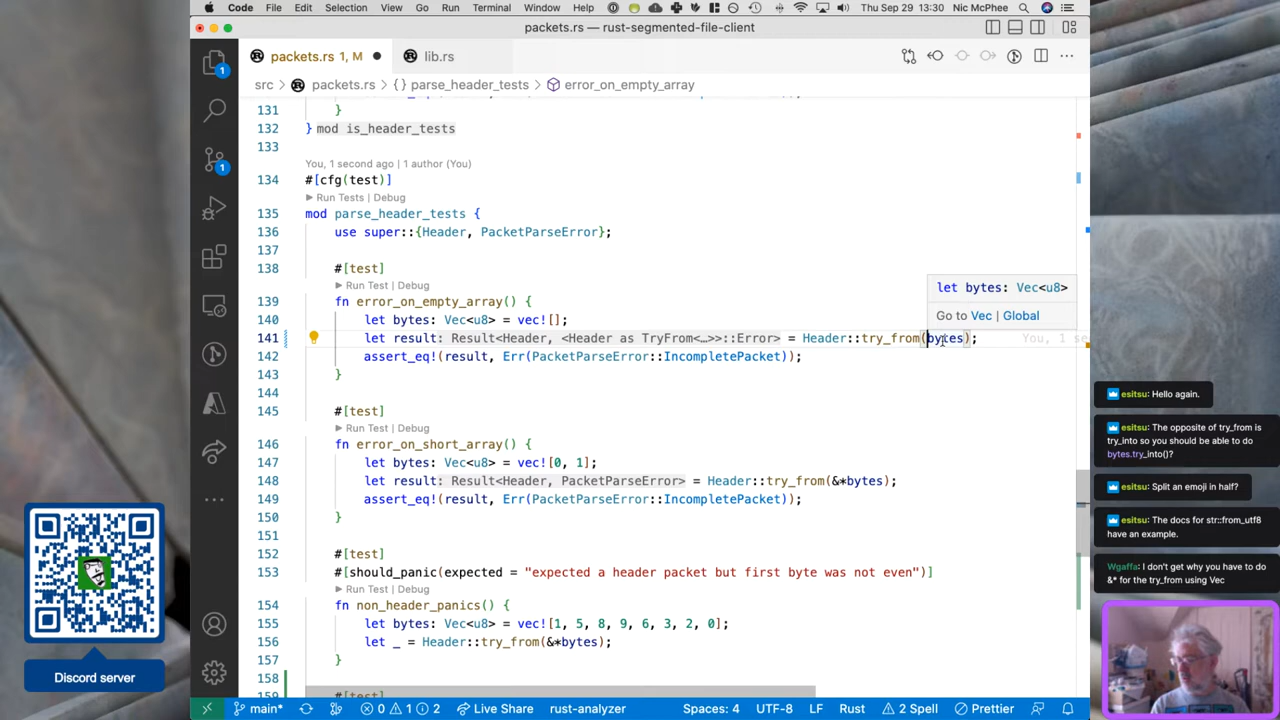 Code File Edit Selection View Go Run Terminal Window Help Thu Sep 29 13:30 Nic McPhee
packets.rs — rust-segmented-file-client
packets.rs 1, M lib.rs
src > packets.rs > {} parse_header_tests > error_on_empty_array
131 }
132 } mod is_header_tests
133
You, 1 second ago | 1 author (You)
134 #[cfg(test)]
Run Tests | Debug
135 mod parse_header_tests {
136 use super::{Header, PacketParseError};
137
138 #[test]
Run Test | Debug
139 fn error_on_empty_array() {
140 let bytes: Vec<u8> = vec![];
141 let result: Result<Header, <Header as TryFrom<…>>::Error> = Header::try_from(bytes); You, 1 se
142 assert_eq!(result, Err(PacketParseError::IncompletePacket));
143 }
144
145 #[test]
Run Test | Debug
146 fn error_on_short_array() {
147 let bytes: Vec<u8> = vec![0, 1];
148 let result: Result<Header, PacketParseError> = Header::try_from(&*bytes);
149 assert_eq!(result, Err(PacketParseError::IncompletePacket));
150 }
151
152 #[test]
153 #[should_panic(expected = "expected a header packet but first byte was not even")]
Run Test | Debug
154 fn non_header_panics() {
155 let bytes: Vec<u8> = vec![1, 5, 8, 9, 6, 3, 2, 0];
156 let _ = Header::try_from(&*bytes);
157 }
158
159 #[test]
let bytes: Vec<u8>
Go to Vec | Global
1
1
main* 0 1 2 Live Share rust-analyzer Spaces: 4 UTF-8 LF Rust 2 Spell Prettier
Discord server
esitsu: Hello again.
esitsu: The opposite of try_from is
try_into so you should be able to do
bytes.try_into()?
esitsu: Split an emoji in half?
esitsu: The docs for str::from_utf8
have an example.
Wgaffa: I don't get why you have to do
&* for the try_from using Vec